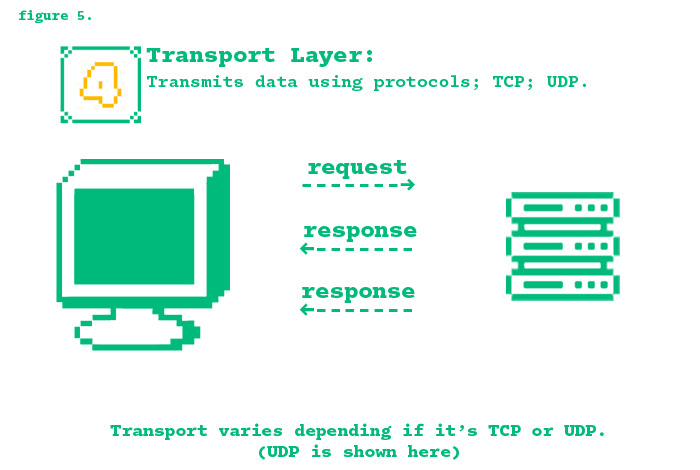 figure 5.
4
Transport Layer:
Transmits data using protocols; TCP; UDP.
request
response
response
Transport varies depending if it's TCP or UDP.
(UDP is shown here)